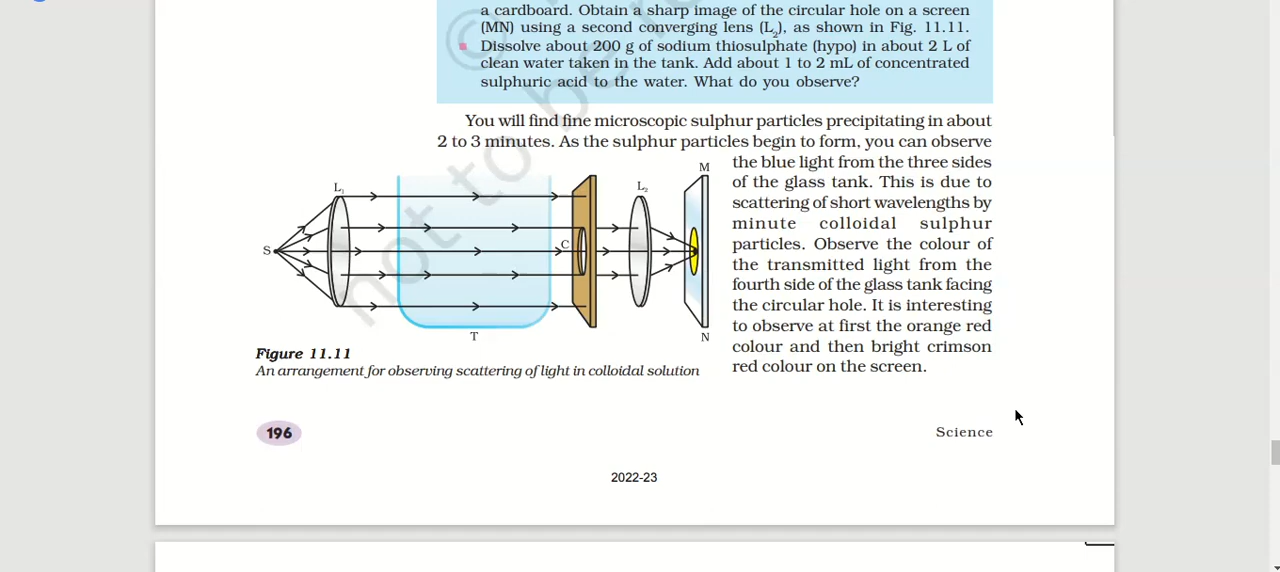 a cardboard. Obtain a sharp image of the circular hole on a screen
(MN) using a second converging lens (L₂), as shown in Fig. 11.11.
Dissolve about 200 g of sodium thiosulphate (hypo) in about 2 L of
clean water taken in the tank. Add about 1 to 2 mL of concentrated
sulphuric acid to the water. What do you observe?
You will find fine microscopic sulphur particles precipitating in about
2 to 3 minutes. As the sulphur particles begin to form, you can observe
the blue light from the three sides
of the glass tank. This is due to
scattering of short wavelengths by
minute colloidal sulphur
particles. Observe the colour of
the transmitted light from the
fourth side of the glass tank facing
the circular hole. It is interesting
to observe at first the orange red
colour and then bright crimson
red colour on the screen.
L₁
L₂
M
S
C
T
N
Figure 11.11
An arrangement for observing scattering of light in colloidal solution
196
Science
2022-23
© not to be re